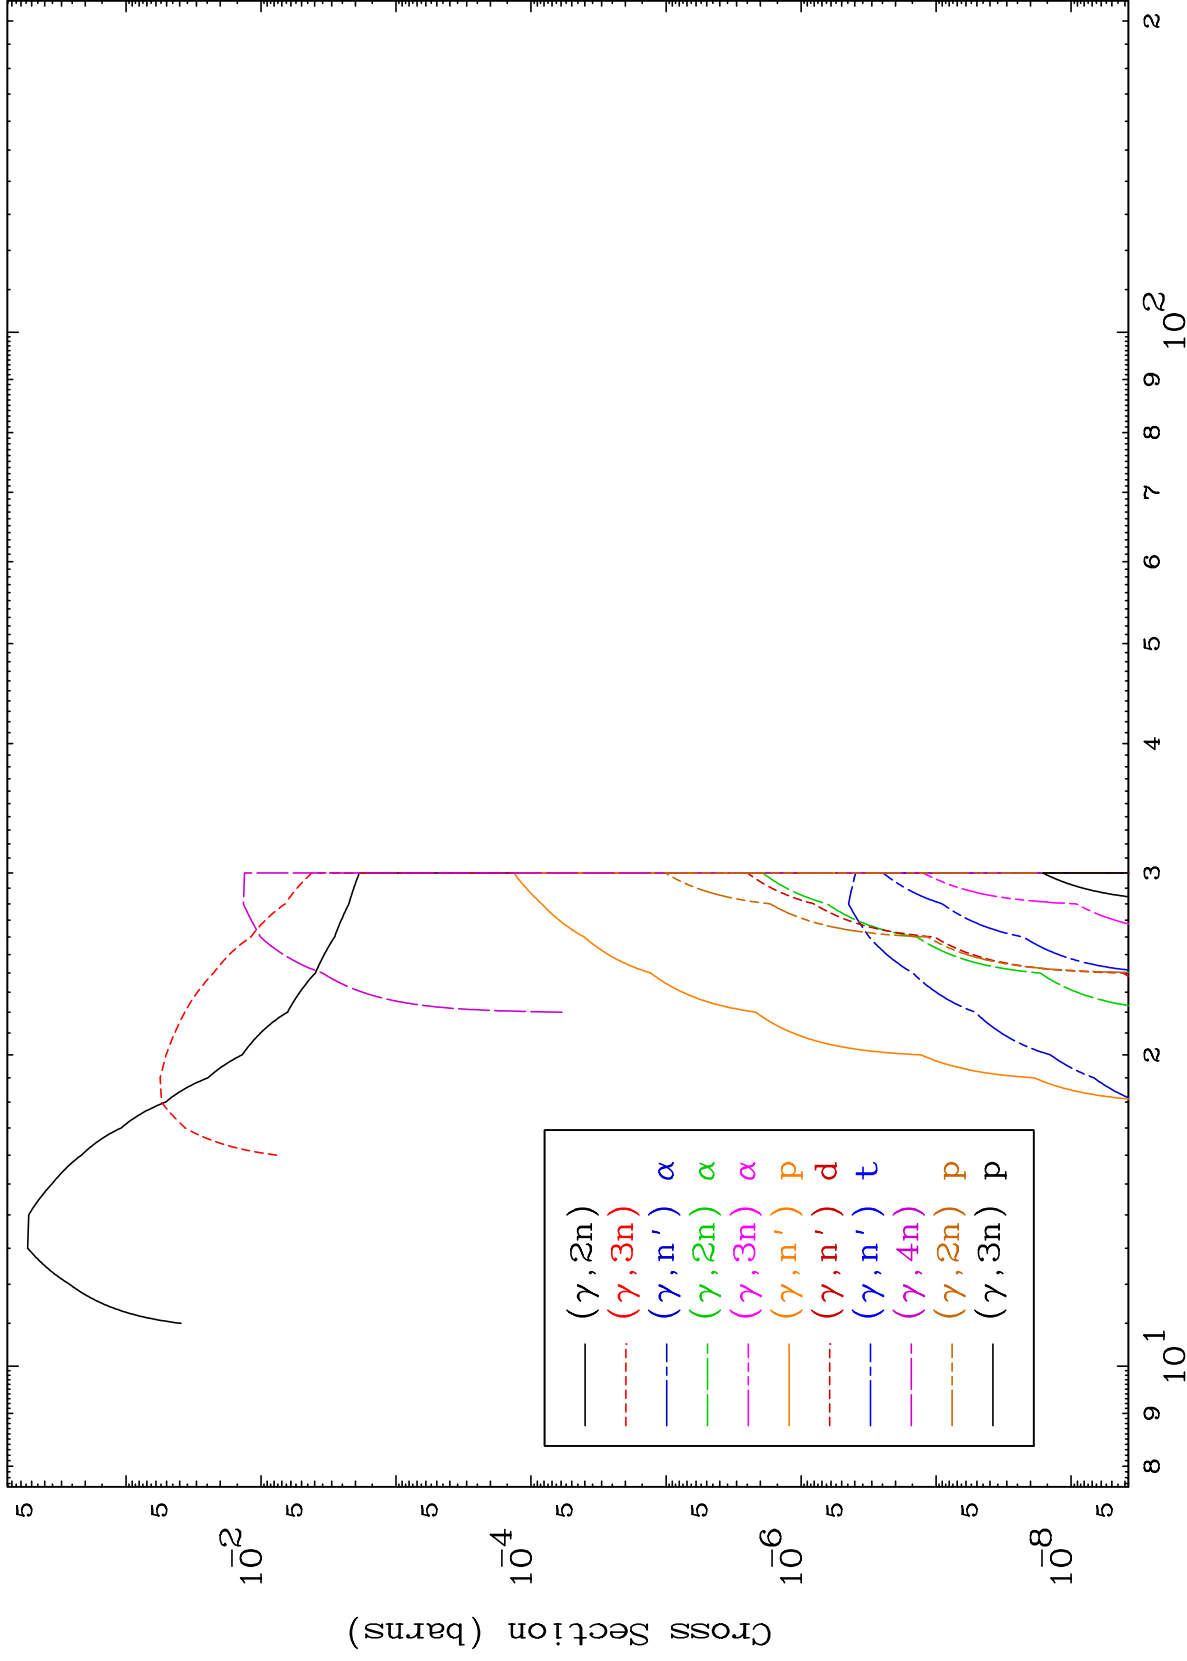 Cross Section (barns)
5
5
10-2
5
5
10-4
5
5
10-6
5
5
10-8
5
(γ,2n)
(γ,3n)
(γ,n') α
(γ,2n) α
(γ,3n) α
(γ,n') p
(γ,n') d
(γ,n') t
(γ,4n)
(γ,2n) p
(γ,3n) p
8 9 10 1 2 3 4 5 6 7 8 9 10 2 2